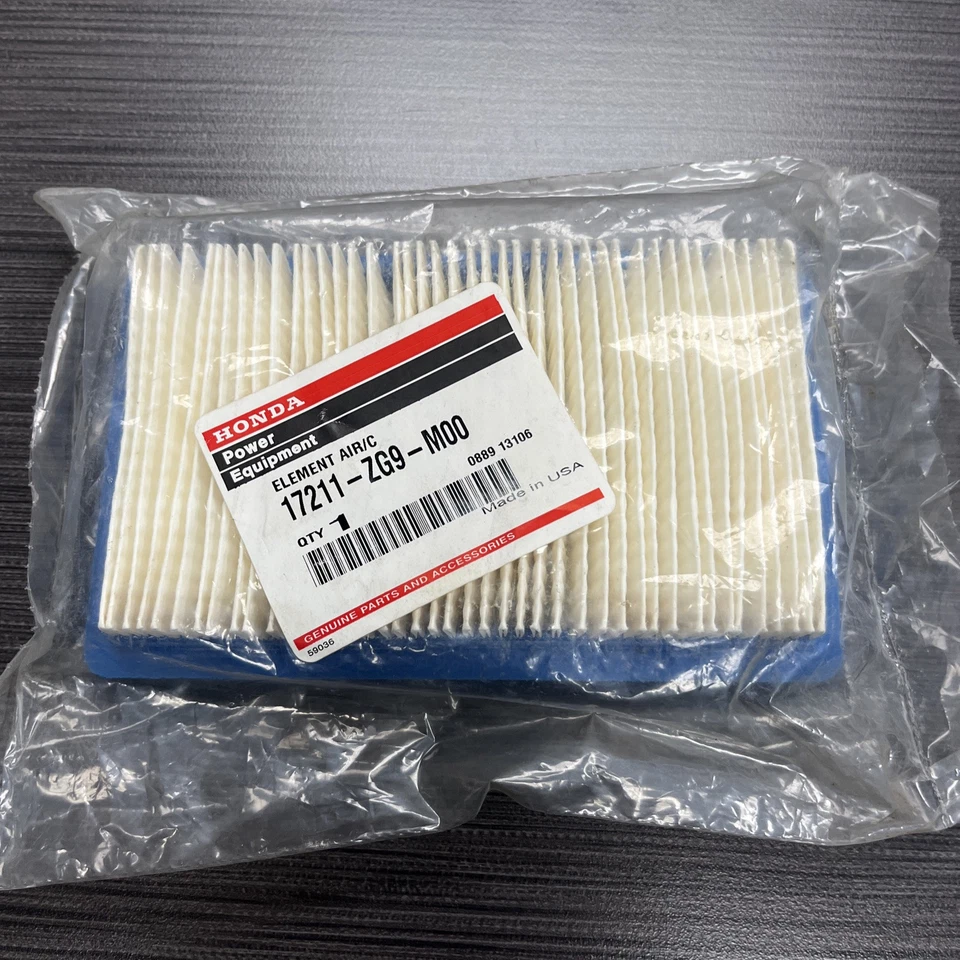 HONDA
Power
Equipment
ELEMENT AIR/C
17211-ZG9-M00
0889 13106
QTY 1
Made in USA
GENUINE PARTS AND ACCESSORIES
59036